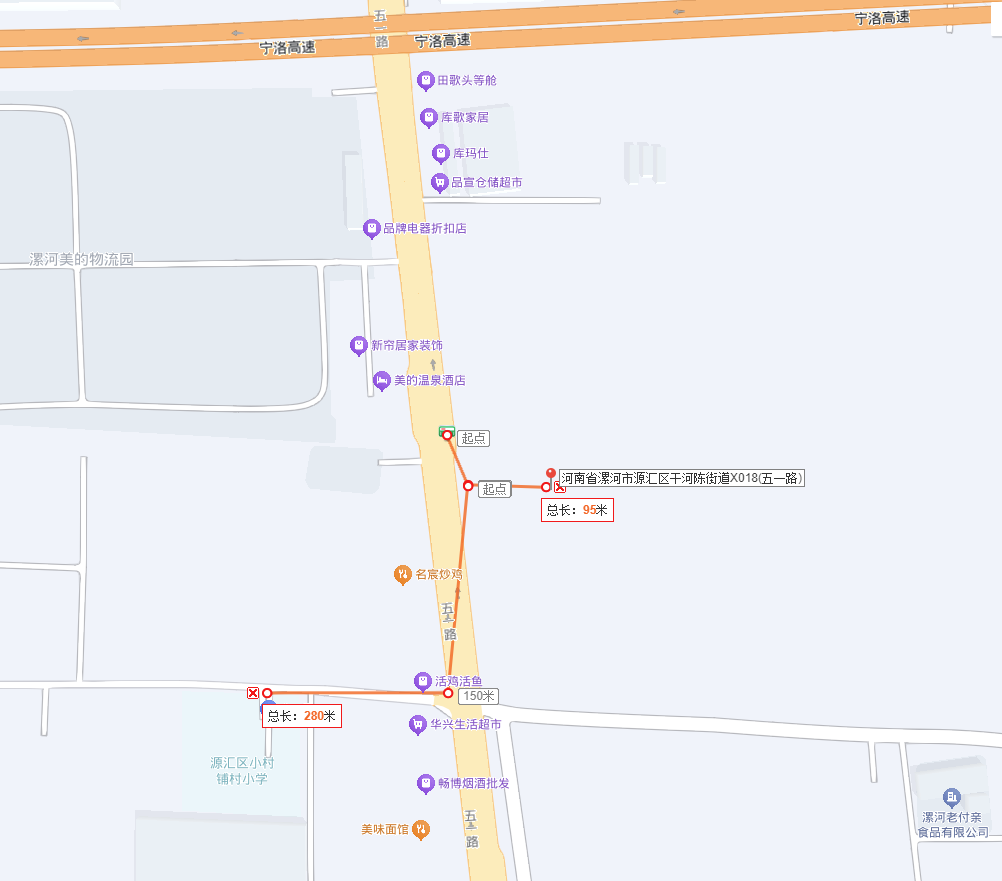 五一路
宁洛高速
宁洛高速
宁洛高速
田歌头等舱
库歌家居
库玛仕
品宣仓储超市
品牌电器折扣店
漯河美的物流园
新帘居家装饰
美的温泉酒店
起点
河南省漯河市源汇区干河陈街道X018(五一路)
起点
总长：95米
名宸炒鸡
五一路
活鸡活鱼
150米
总长：280米
华兴生活超市
源汇区小村
铺村小学
畅博烟酒批发
美味面馆
五一路
漯河老付亲
食品有限公司